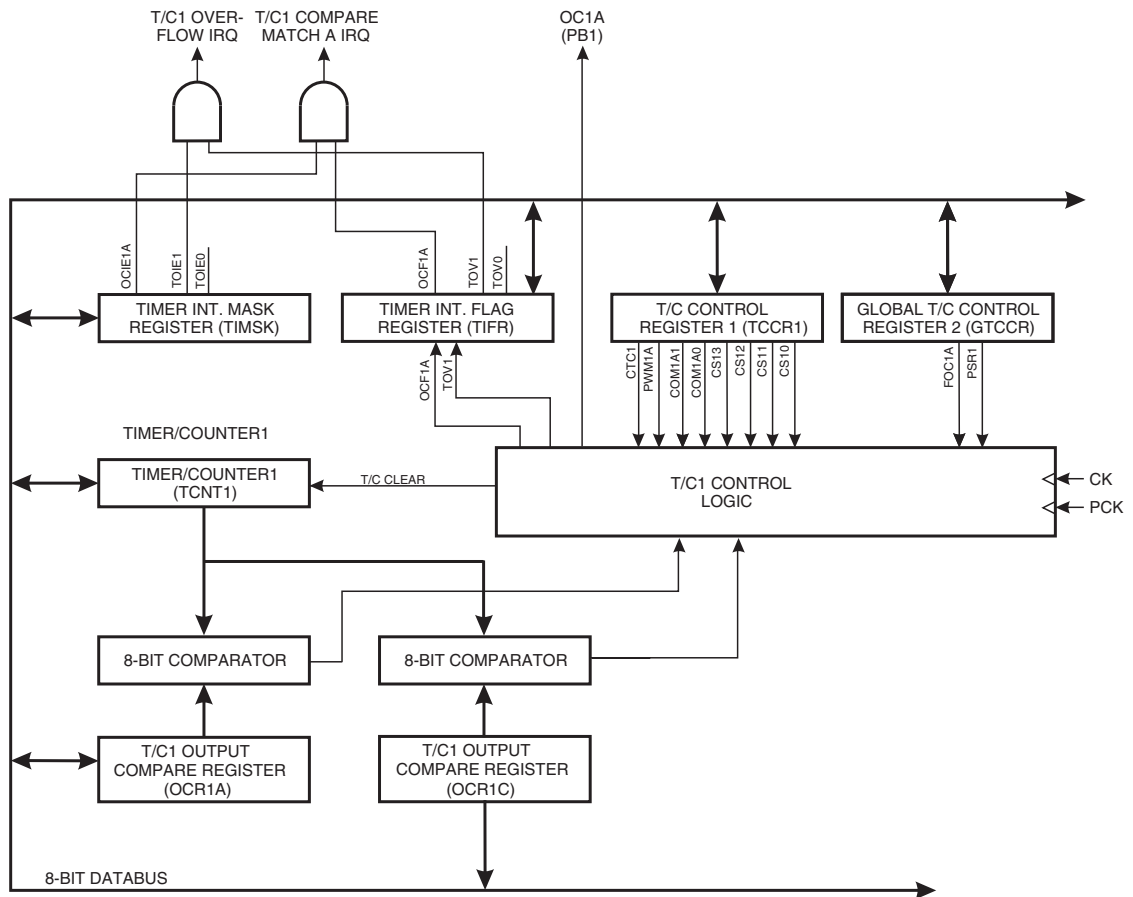 T/C1 OVER-
FLOW IRQ
T/C1 COMPARE
MATCH A IRQ
OC1A
(PB1)
OCIE1A
TOIE1
TOIE0
OCF1A
TOV1
TOV0
TIMER INT. MASK
REGISTER (TIMSK)
TIMER INT. FLAG
REGISTER (TIFR)
T/C CONTROL
REGISTER 1 (TCCR1)
GLOBAL T/C CONTROL
REGISTER 2 (GTCCR)
OCF1A
TOV1
CTC1
PWM1A
COM1A1
COM1A0
CS13
CS12
CS11
CS10
FOC1A
PSR1
TIMER/COUNTER1
TIMER/COUNTER1
(TCNT1)
T/C CLEAR
T/C1 CONTROL
LOGIC
CK
PCK
8-BIT COMPARATOR
8-BIT COMPARATOR
T/C1 OUTPUT
COMPARE REGISTER
(OCR1A)
T/C1 OUTPUT
COMPARE REGISTER
(OCR1C)
8-BIT DATABUS